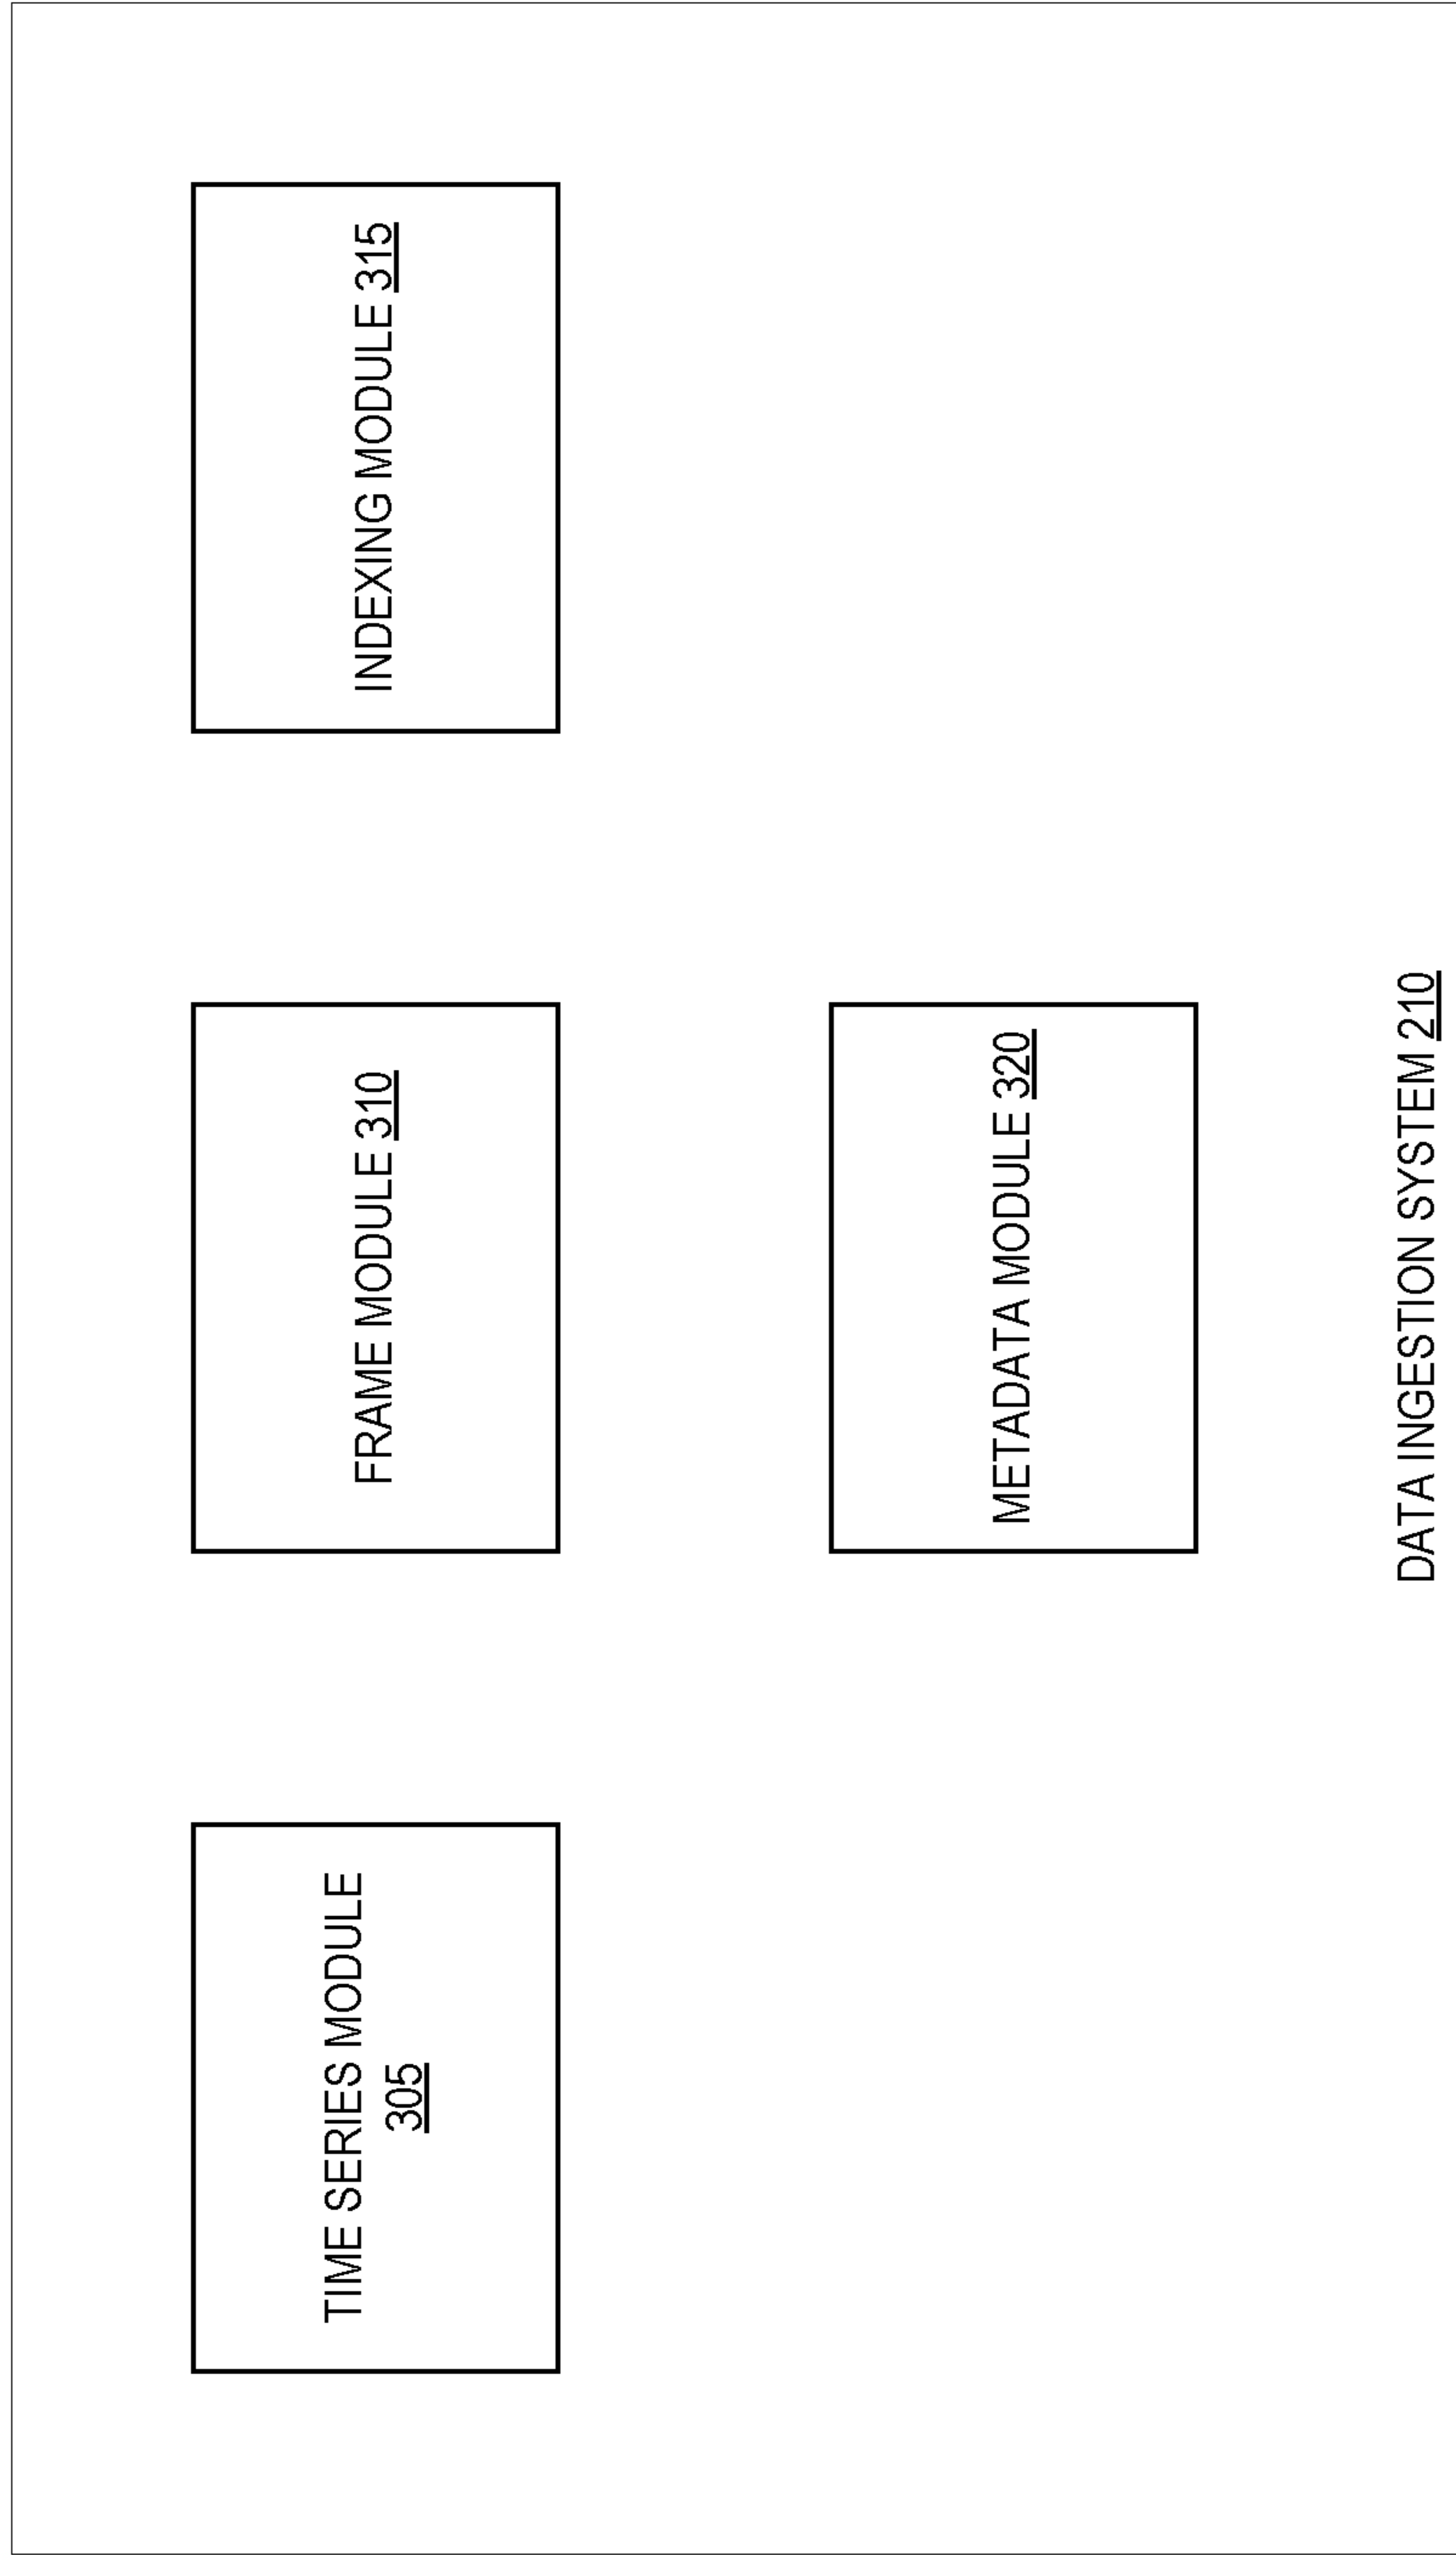 TIME SERIES MODULE
305
FRAME MODULE 310
INDEXING MODULE 315
METADATA MODULE 320
DATA INGESTION SYSTEM 210